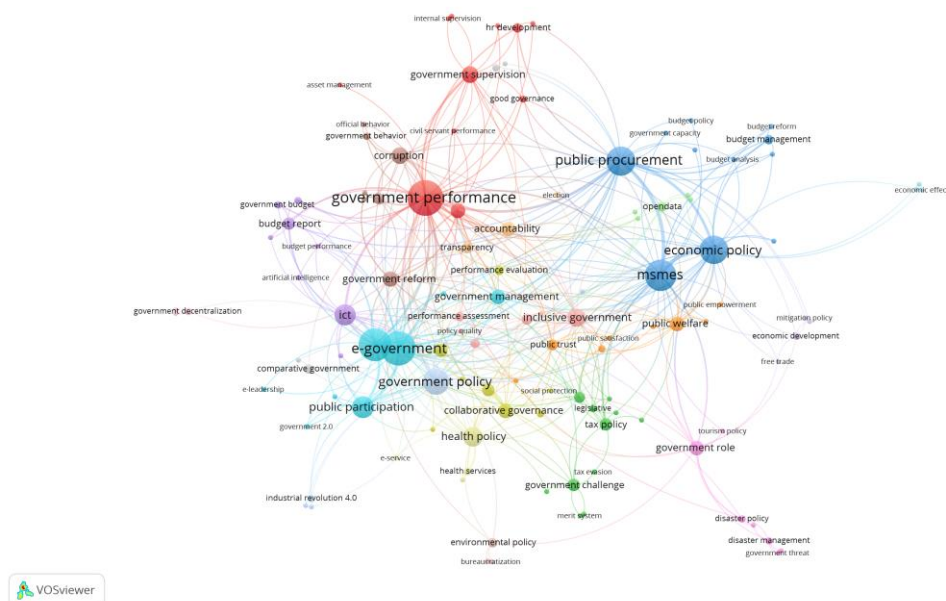 internal supervision
hr development
government supervision
asset management
good governance
official behavior
government behavior
civil servant performance
corruption
budget policy
government capacity
budget reform
budget management
public procurement
budget analysis
economic effec
government performance
election
opendata
government budget
budget report
accountability
budget performance
transparency
economic policy
performance evaluation
msmes
artificial intelligence
government reform
government management
public empowerment
government decentralization
ict
performance assessment
inclusive government
public welfare
mitigation policy
policy quality
public trust
public satisfaction
economic development
e-government
comparative government
free trade
government policy
e-leadership
social protection
public participation
collaborative governance
legislative
tax policy
government 2.0
health policy
tourism policy
government role
e-service
health services
tax evasion
government challenge
industrial revolution 4.0
merit system
disaster policy
environmental policy
disaster management
government threat
bureaucratization
VOSviewer